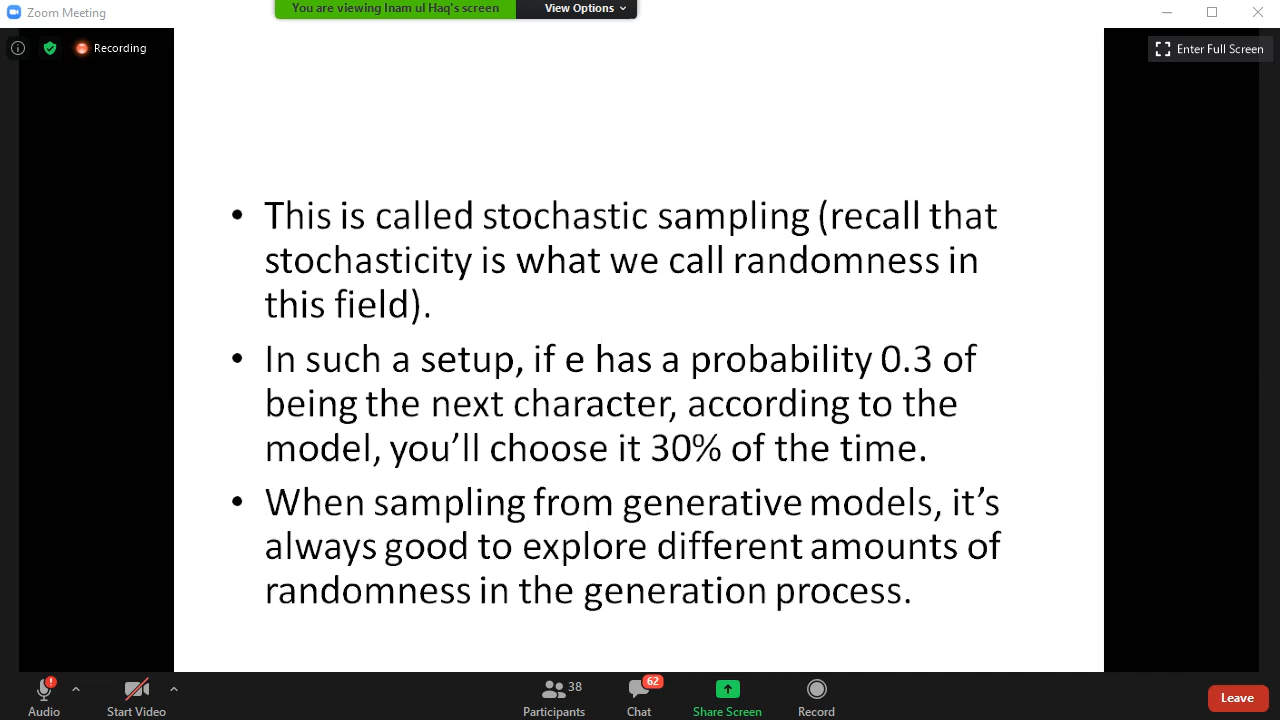 Zoom Meeting
You are viewing Inam ul Haq's screen
View Options
Recording
Enter Full Screen
• This is called stochastic sampling (recall that
stochasticity is what we call randomness in
this field).
• In such a setup, if e has a probability 0.3 of
being the next character, according to the
model, you’ll choose it 30% of the time.
• When sampling from generative models, it’s
always good to explore different amounts of
randomness in the generation process.
38
62
Audio
Start Video
Participants
Chat
Share Screen
Record
Leave